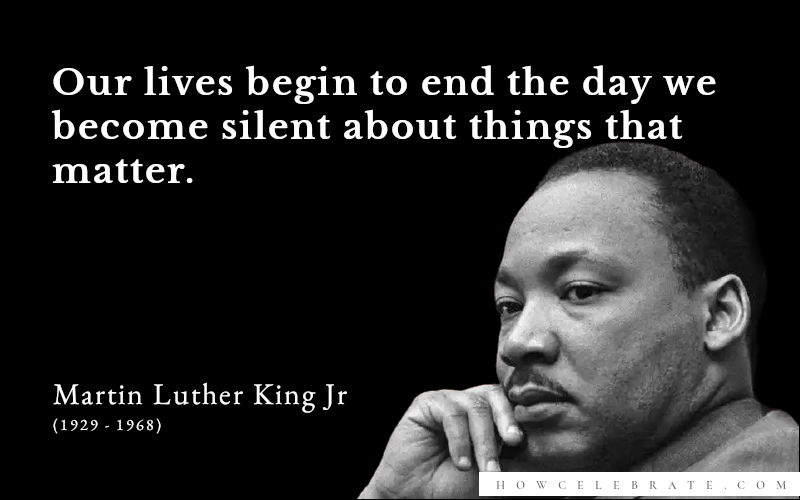 Our lives begin to end the day we
become silent about things that
matter.
Martin Luther King Jr
(1929 - 1968)
HOWCELEBRATE.COM